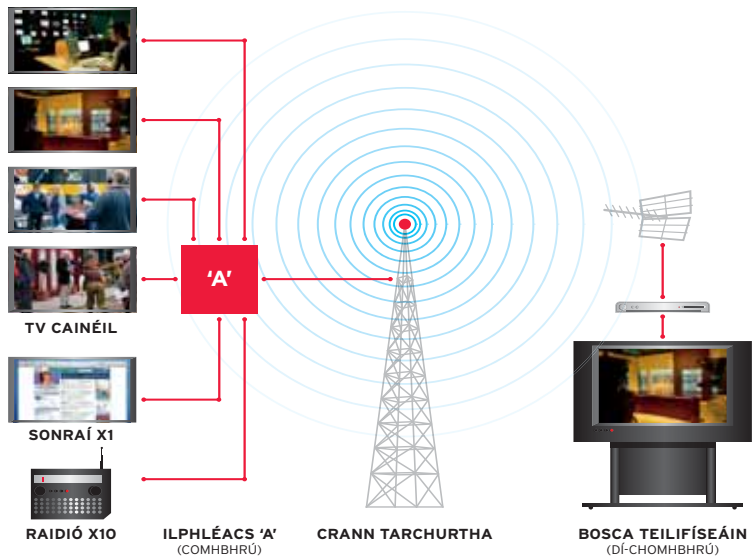 ‘A’
TV CAINÉIL
SONRAÍ X1
RAIDIÓ X10
ILPHLÉACS ‘A’
(COMHBHRÚ)
CRANN TARCHURTHA
BOSCA TEILIFÍSEÁIN
(DÍ-CHOMHBHRÚ)